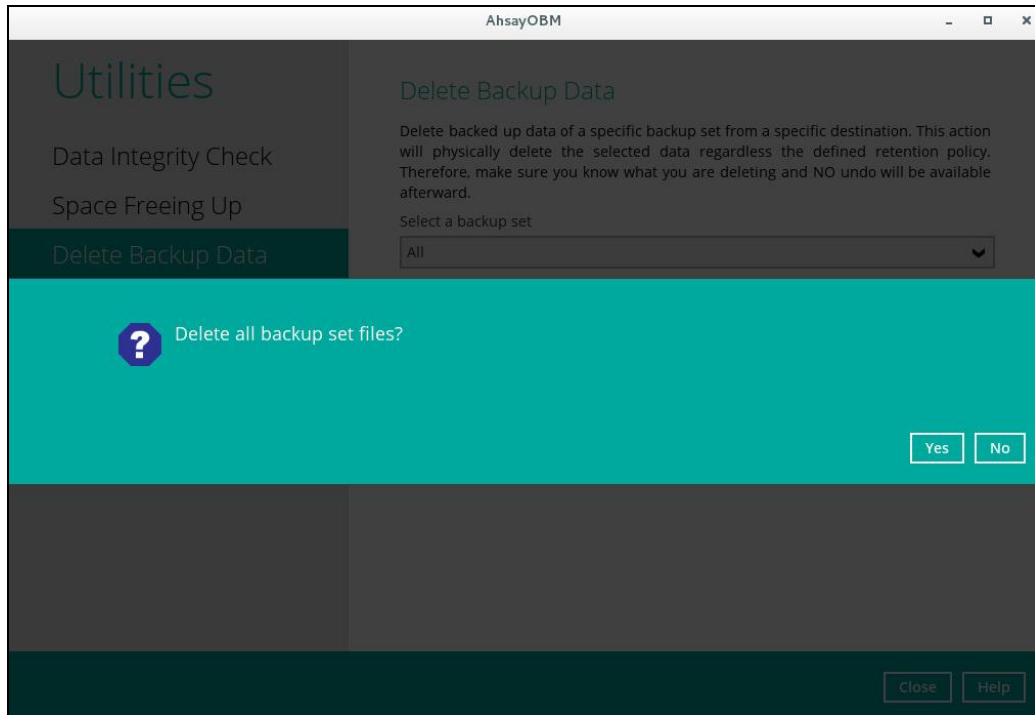 AhsayOBM
Utilities
Data Integrity Check
Space Freeing Up
Delete Backup Data
Delete Backup Data
Delete backed up data of a specific backup set from a specific destination. This action
will physically delete the selected data regardless the defined retention policy.
Therefore, make sure you know what you are deleting and NO undo will be available
afterward.
Select a backup set
All
Delete all backup set files?
Yes No
Close Help